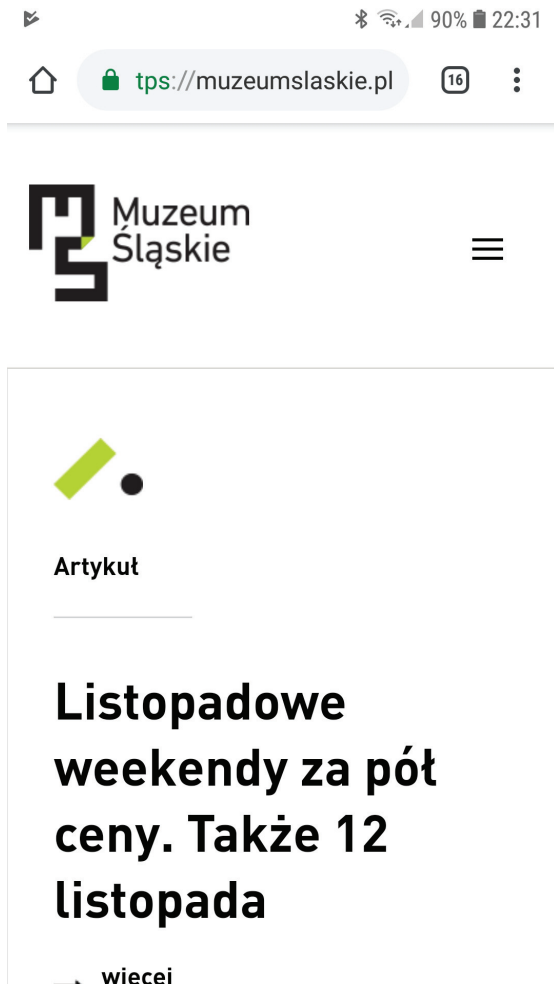 90% 22:31
tps://muzeumslaskie.pl 16
Muzeum
Śląskie
Artykuł
Listopadowe
weekendy za pół
ceny. Także 12
listopada
więcej